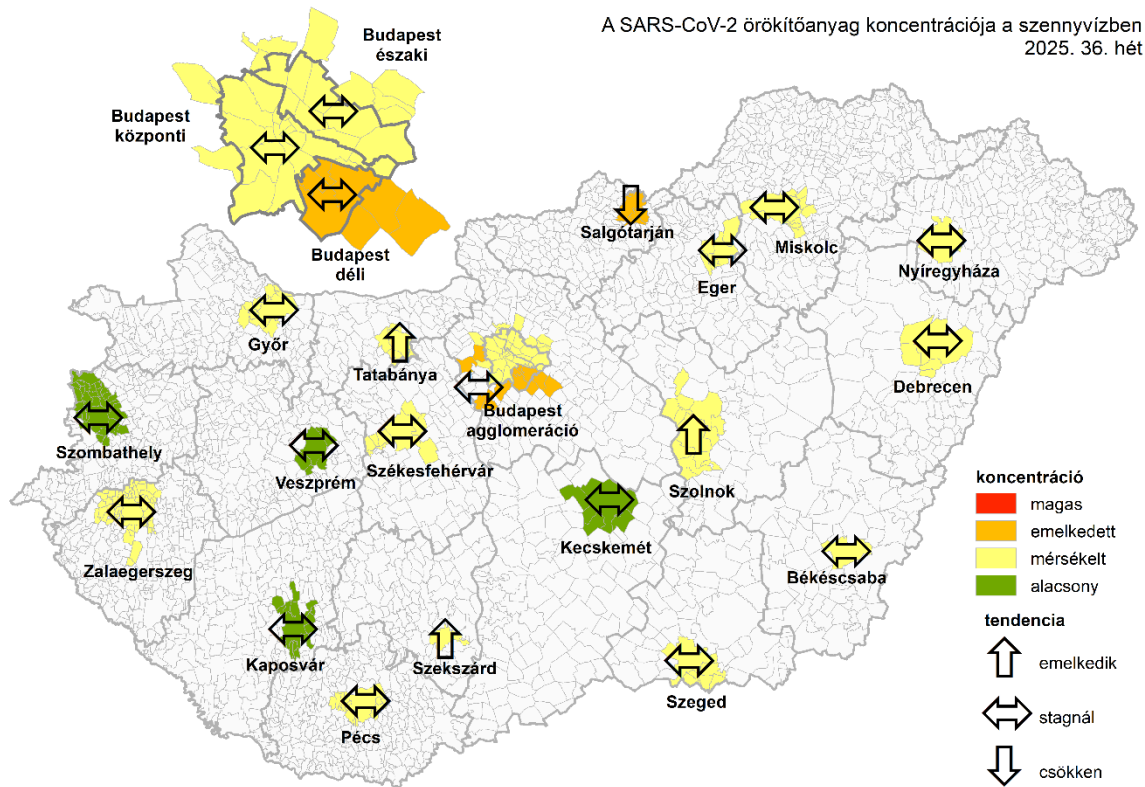 A SARS-CoV-2 örökítőanyag koncentrációja a szennyvízben
2025. 36. hét
Budapest
északi
Budapest
központi
Budapest
déli
Salgótarján
Miskolc
Eger
Nyíregyháza
Győr
Tatabánya
Debrecen
Budapest
agglomeráció
Szombathely
Veszprém
Székesfehérvár
Szolnok
Kecskemét
Zalaegerszeg
Békéscsaba
Kaposvár
Szekszárd
Szeged
Pécs
koncentráció
magas
emelkedett
mérsékelt
alacsony
tendencia
emelkedik
stagnál
csökken